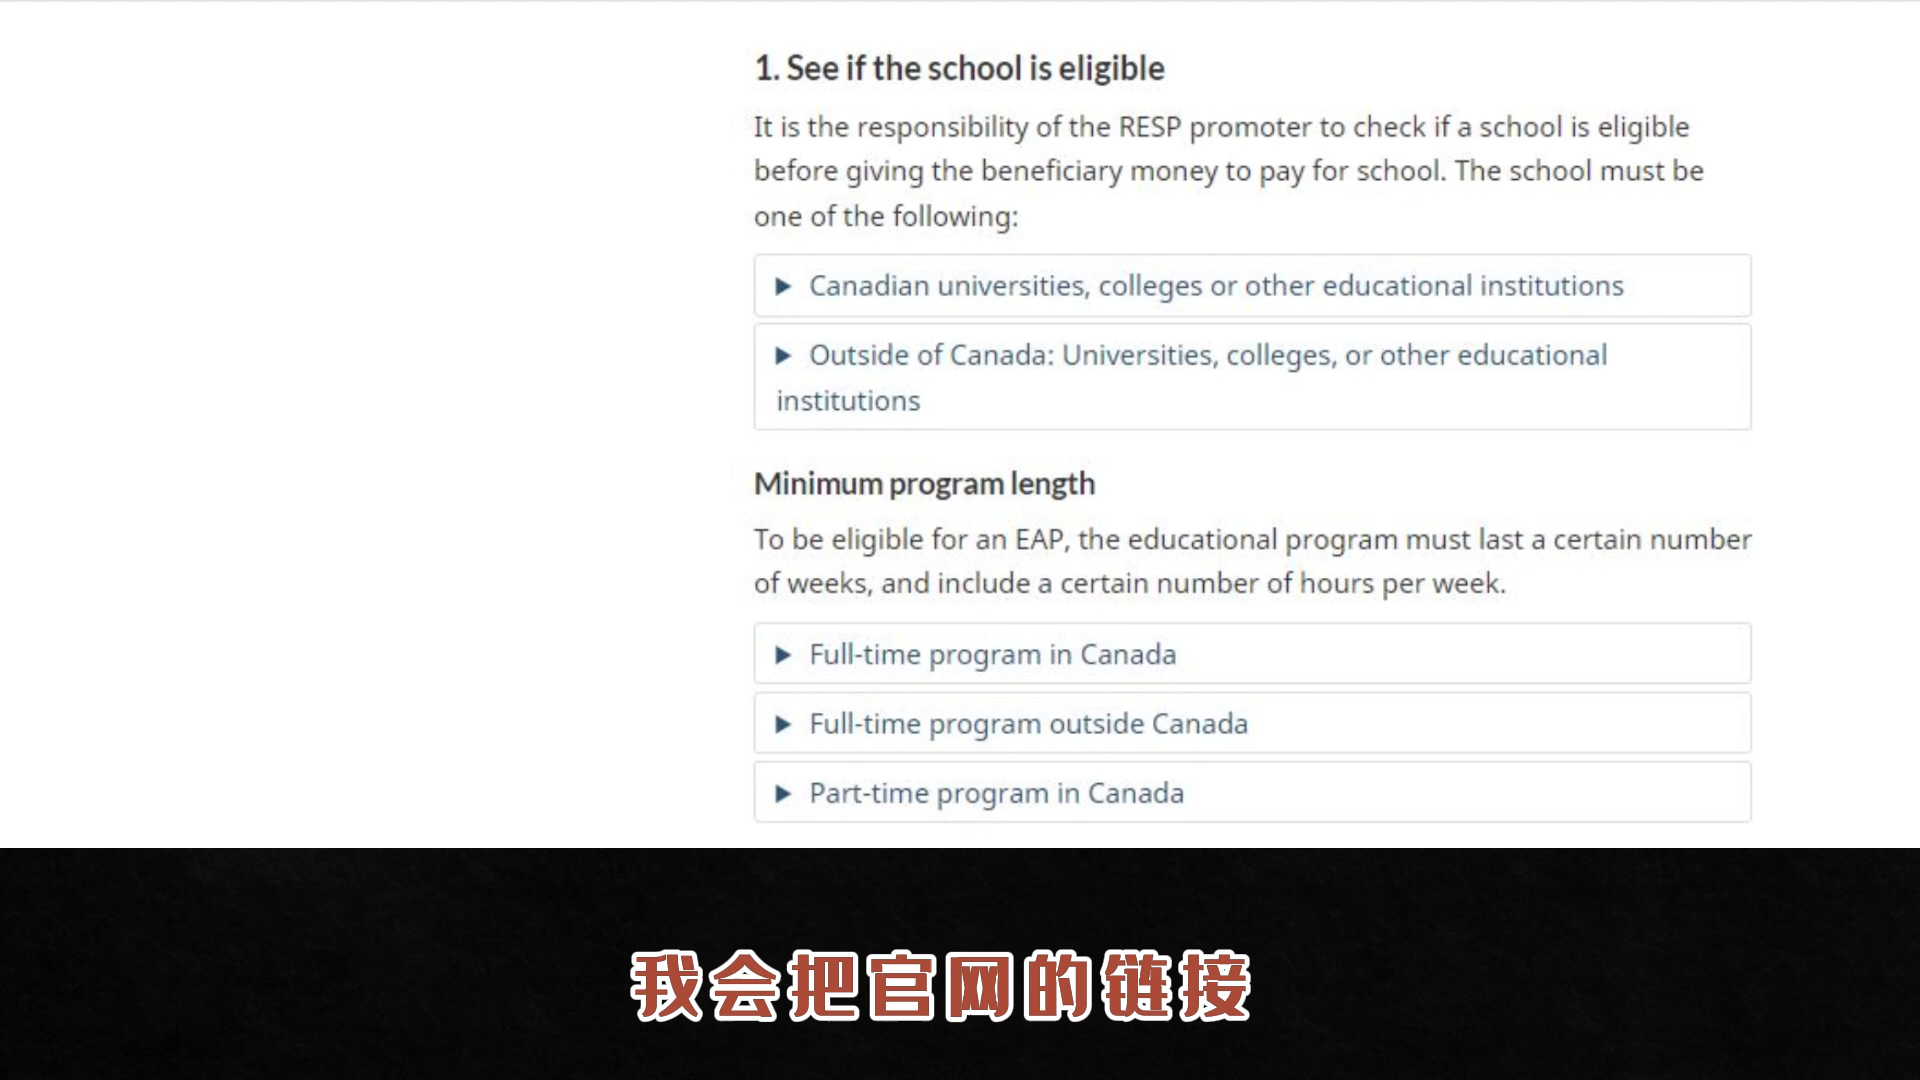 1. See if the school is eligible
It is the responsibility of the RESP promoter to check if a school is eligible
before giving the beneficiary money to pay for school. The school must be
one of the following:
▶ Canadian universities, colleges or other educational institutions
▶ Outside of Canada: Universities, colleges, or other educational
institutions
Minimum program length
To be eligible for an EAP, the educational program must last a certain number
of weeks, and include a certain number of hours per week.
▶ Full-time program in Canada
▶ Full-time program outside Canada
▶ Part-time program in Canada
我会把官网的链接